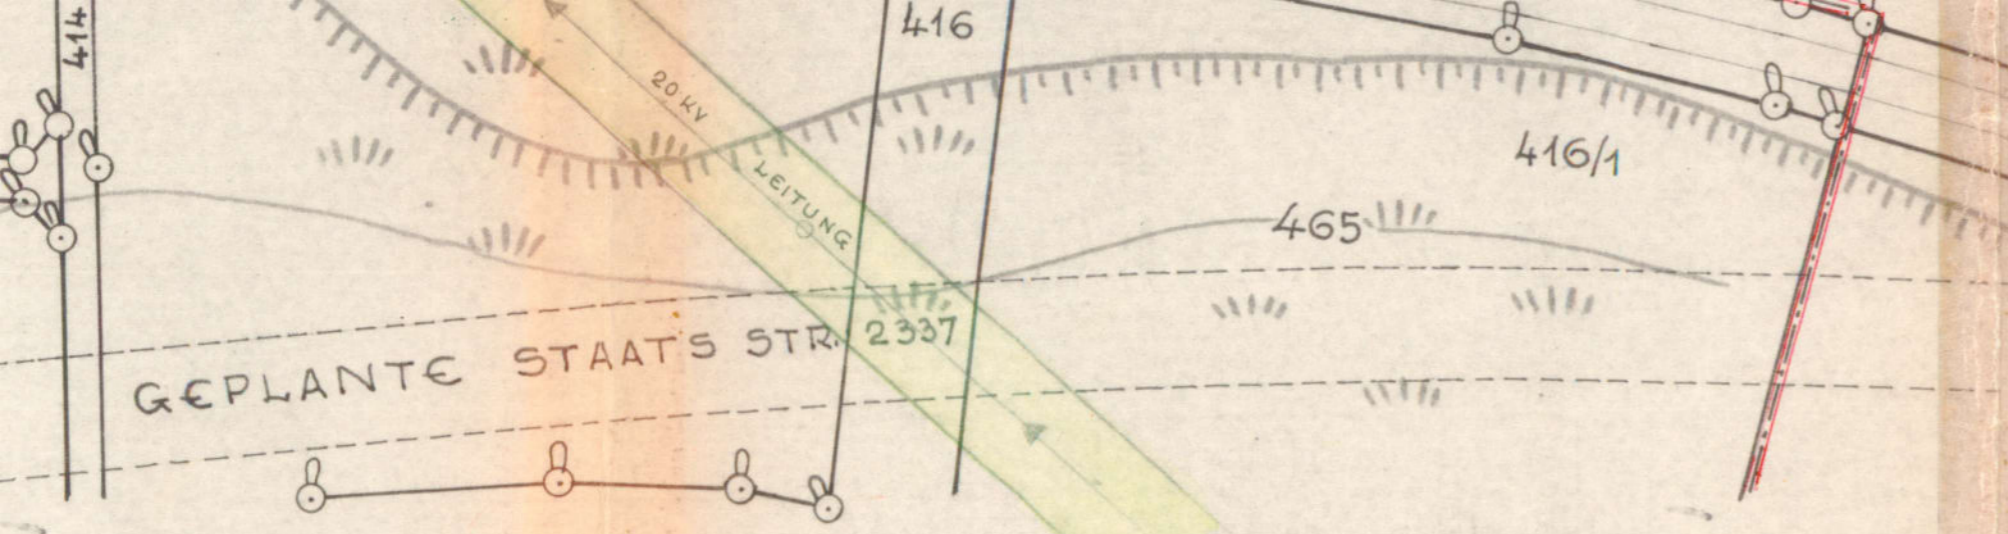 414
416
20 KV
LEITUNG
416/1
465
GEPLANTE STAATS STR. 2337